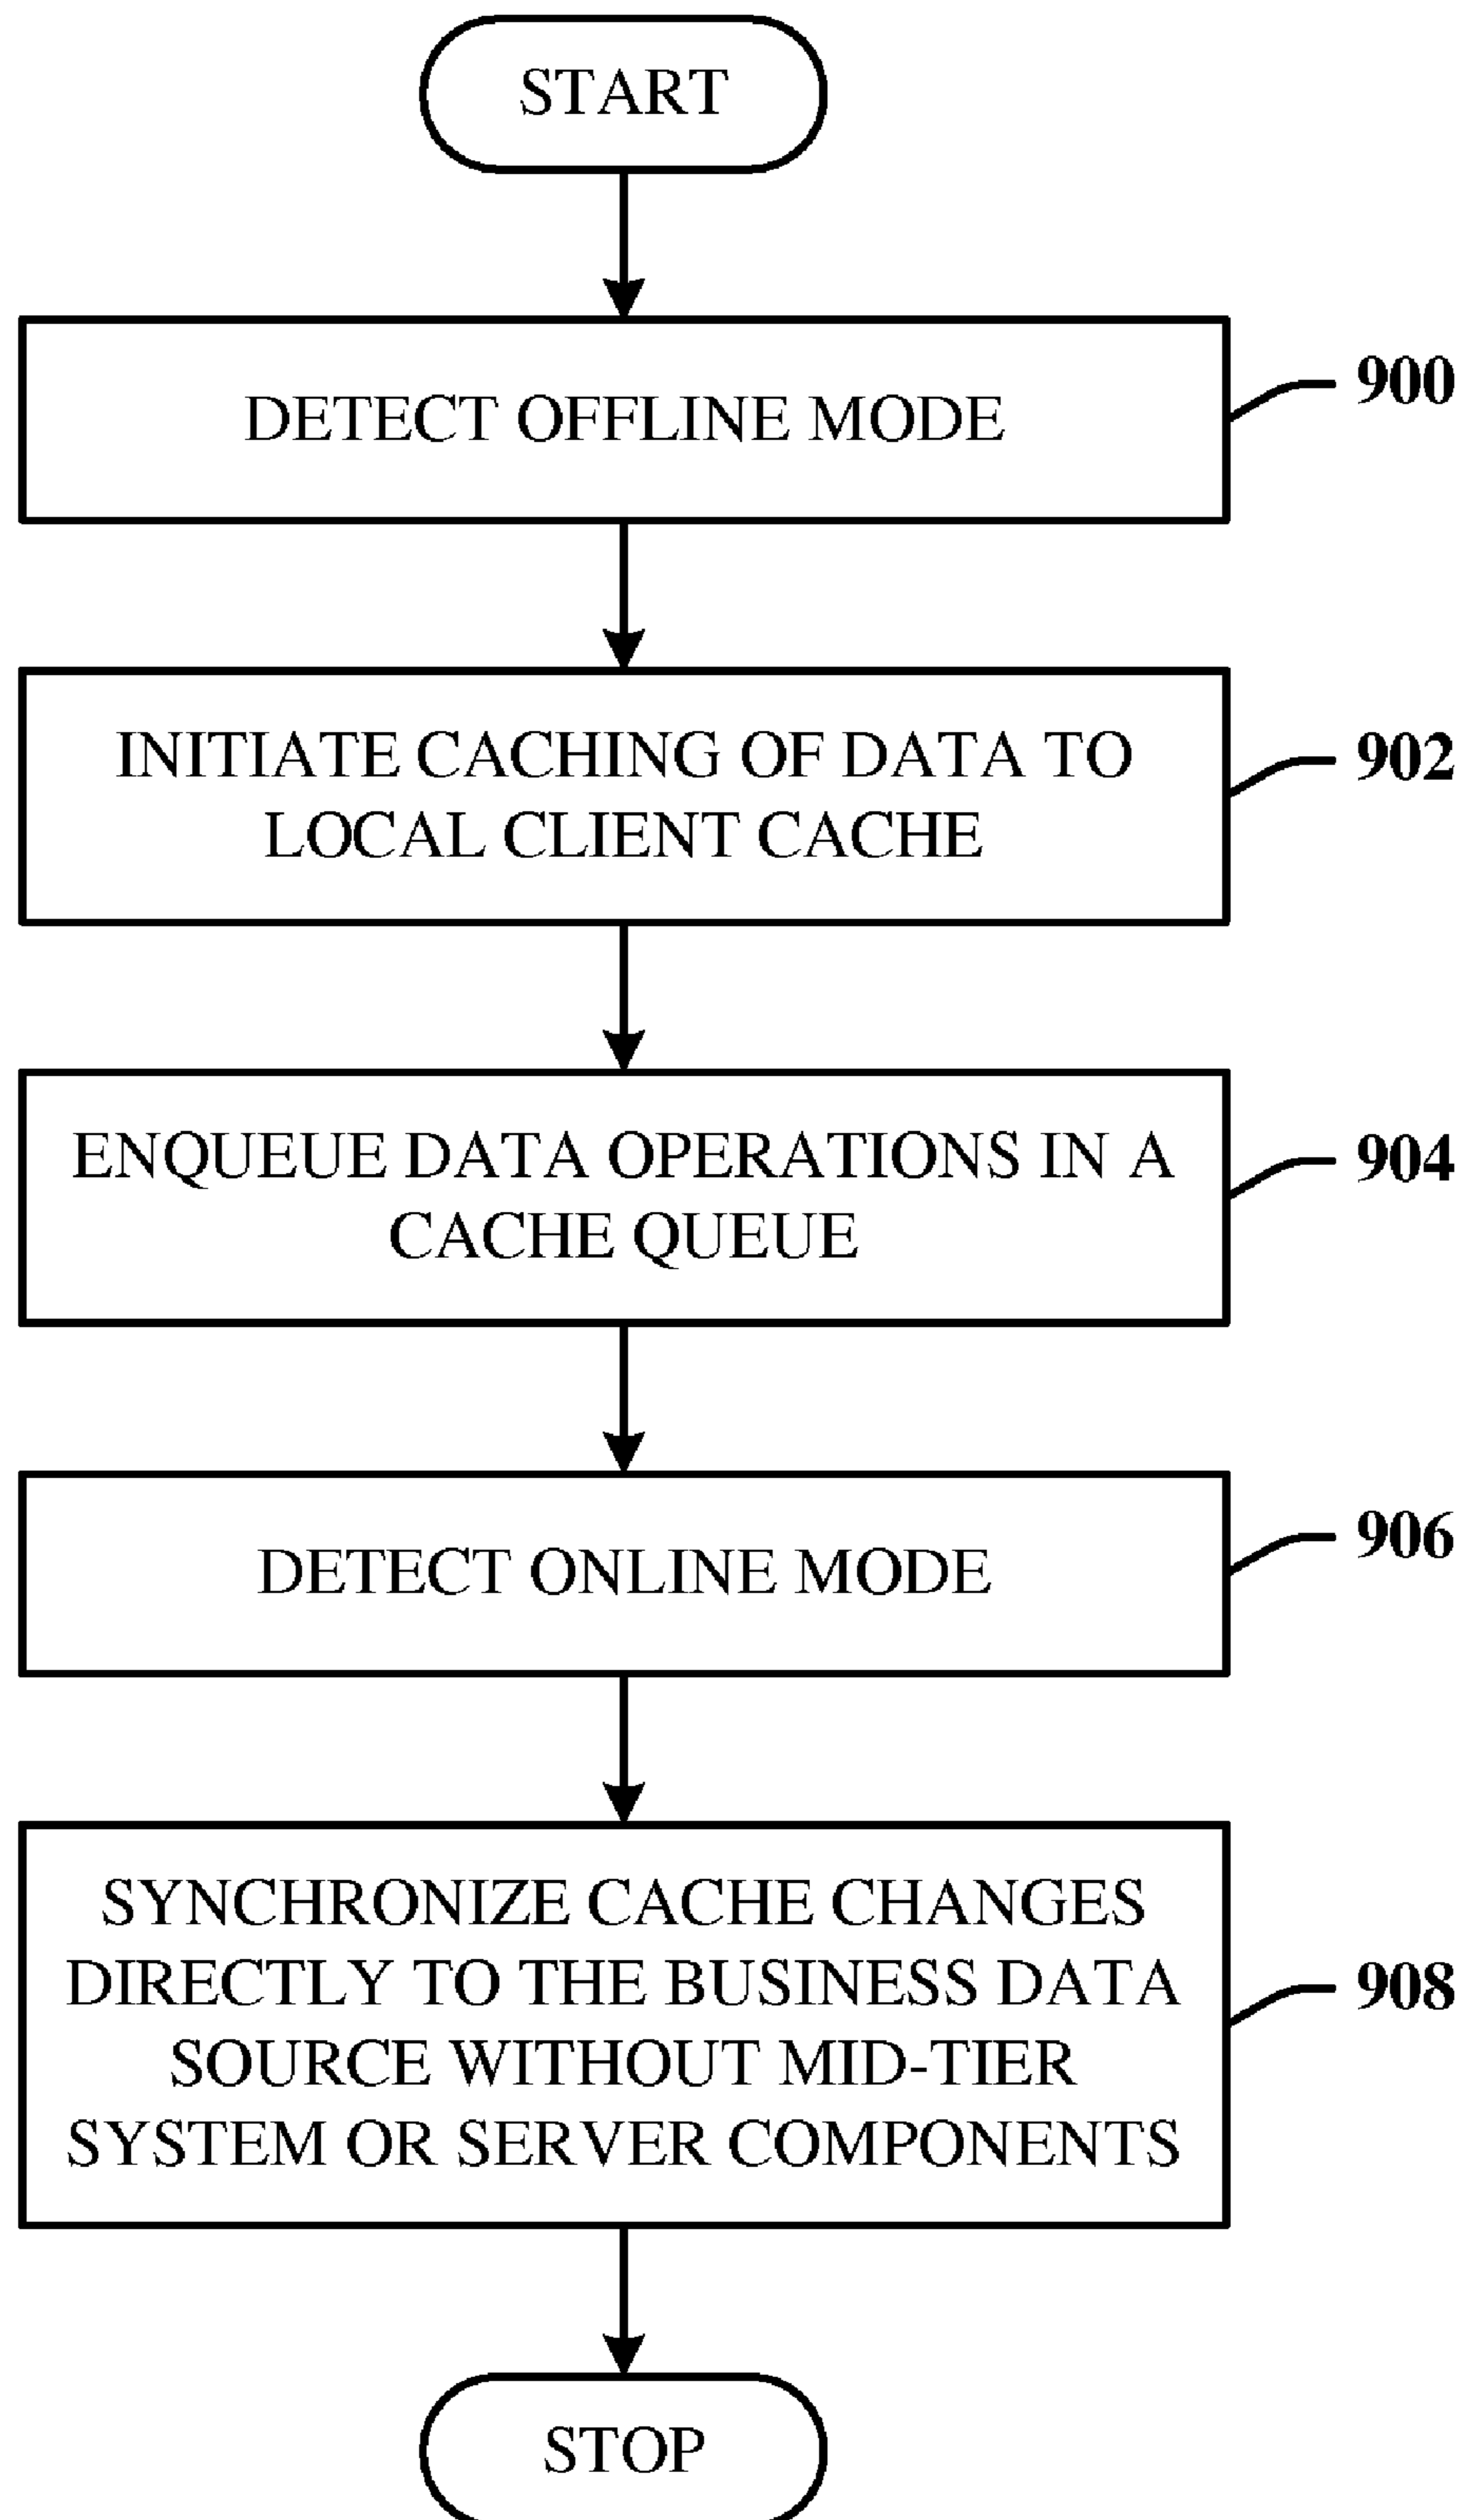 START
DETECT OFFLINE MODE
900
INITIATE CACHING OF DATA TO
LOCAL CLIENT CACHE
902
ENQUEUE DATA OPERATIONS IN A
CACHE QUEUE
904
DETECT ONLINE MODE
906
SYNCHRONIZE CACHE CHANGES
DIRECTLY TO THE BUSINESS DATA
SOURCE WITHOUT MID-TIER
SYSTEM OR SERVER COMPONENTS
908
STOP